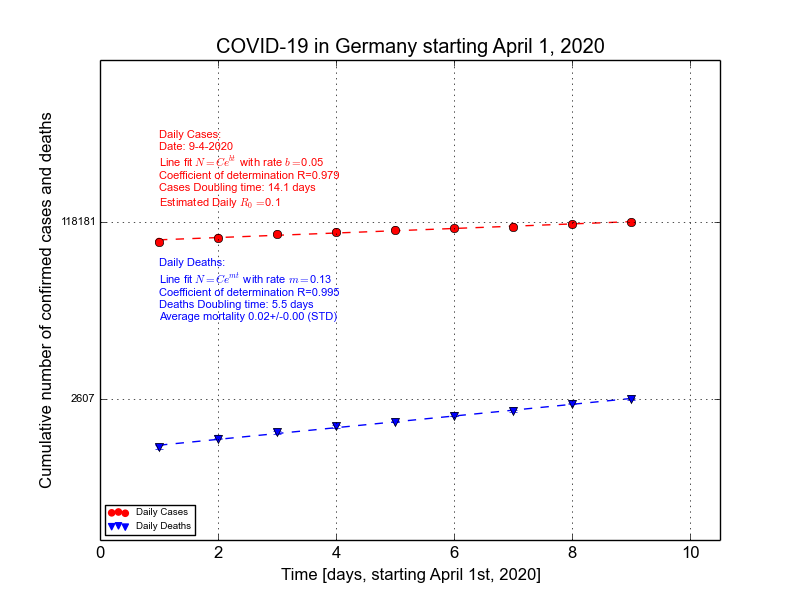 COVID-19 in Germany starting April 1, 2020
Cumulative number of confirmed cases and deaths
Daily Cases:
Date: 9-4-2020
Line fit N=Ce^{bt} with rate b=0.05
Coefficient of determination R=0.979
Cases Doubling time: 14.1 days
Estimated Daily R_0=0.1
118181
Daily Deaths:
Line fit N=Ce^{mt} with rate m=0.13
Coefficient of determination R=0.995
Deaths Doubling time: 5.5 days
Average mortality 0.02+/-0.00 (STD)
2607
Daily Cases
Daily Deaths
0 2 4 6 8 10
Time [days, starting April 1st, 2020]